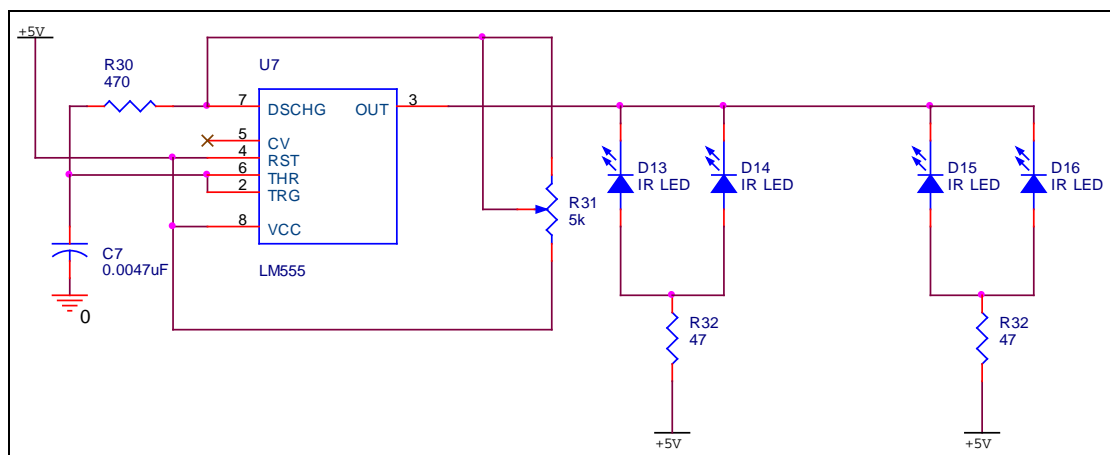 +5V
R30
470
U7
7
DSCHG
OUT
3
5
CV
4
RST
6
THR
2
TRG
8
VCC
LM555
C7
0.0047uF
0
R31
5k
D13
IR LED
D14
IR LED
D15
IR LED
D16
IR LED
R32
47
R32
47
+5V
+5V